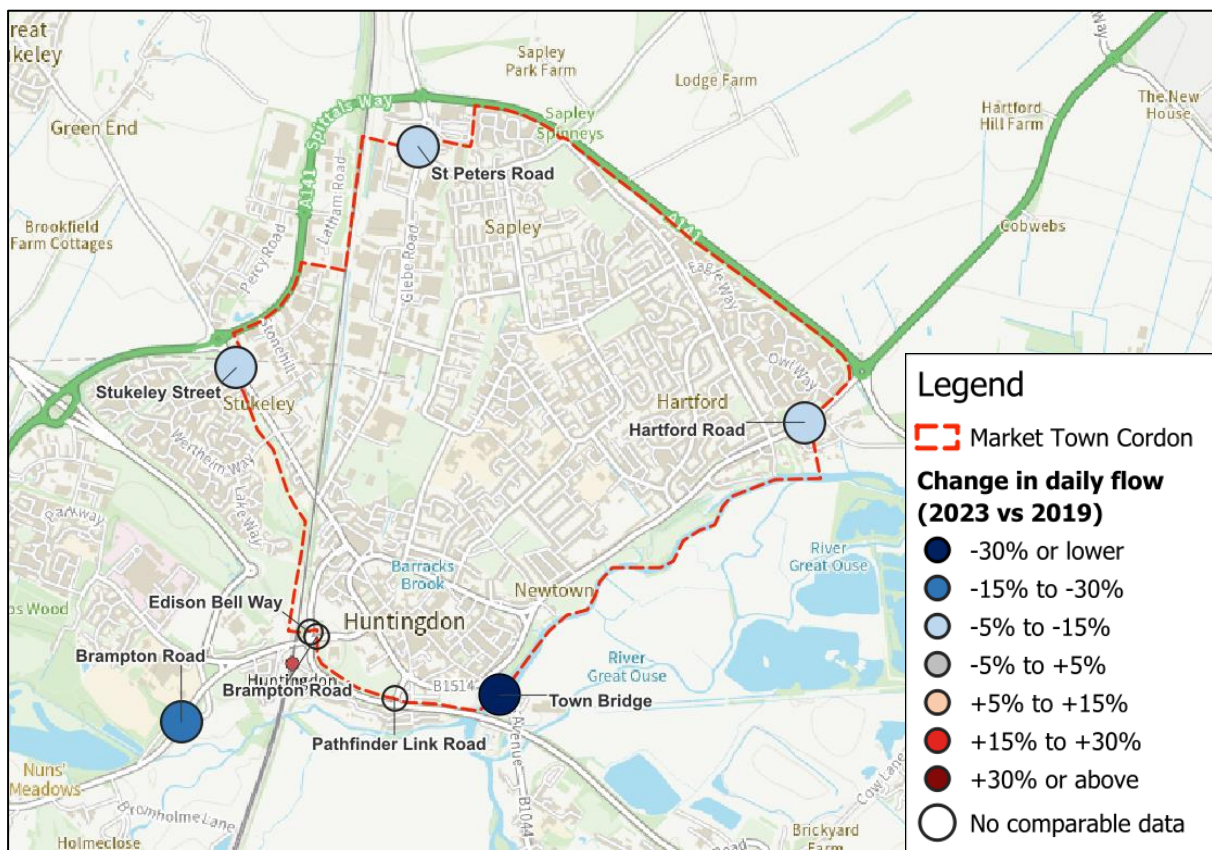 reat
ukeley
Green End
Sapley
Park Farm
Lodge Farm
Way
Hartford
Hill Farm
The New
House
Spittals Way
Sapley
Spinneys
St Peters Road
A141
Latham Road
Percy Road
Glebe Road
Sapley
A141
Cobwebs
Brookfield
Farm Cottages
Eagle Way
Stonehill
Owl Way
Stukeley Street
Stukeley
Hartford
Hartford Road
Wertheim Way
Lake Way
Parkway
River
Great Ouse
Barracks
Brook
Newtown
Edison Bell Way
Huntingdon
os Wood
Brampton Road
Huntingdon
Brampton Road
B1514
River
Great Ouse
Town Bridge
Pathfinder Link Road
Avenue
B1044
Nuns'
Meadows
Bromholme Lane
Holmeclose
Cow Lane
Brickyard
Farm
Legend
Market Town Cordon
Change in daily flow
(2023 vs 2019)
-30% or lower
-15% to -30%
-5% to -15%
-5% to +5%
+5% to +15%
+15% to +30%
+30% or above
No comparable data